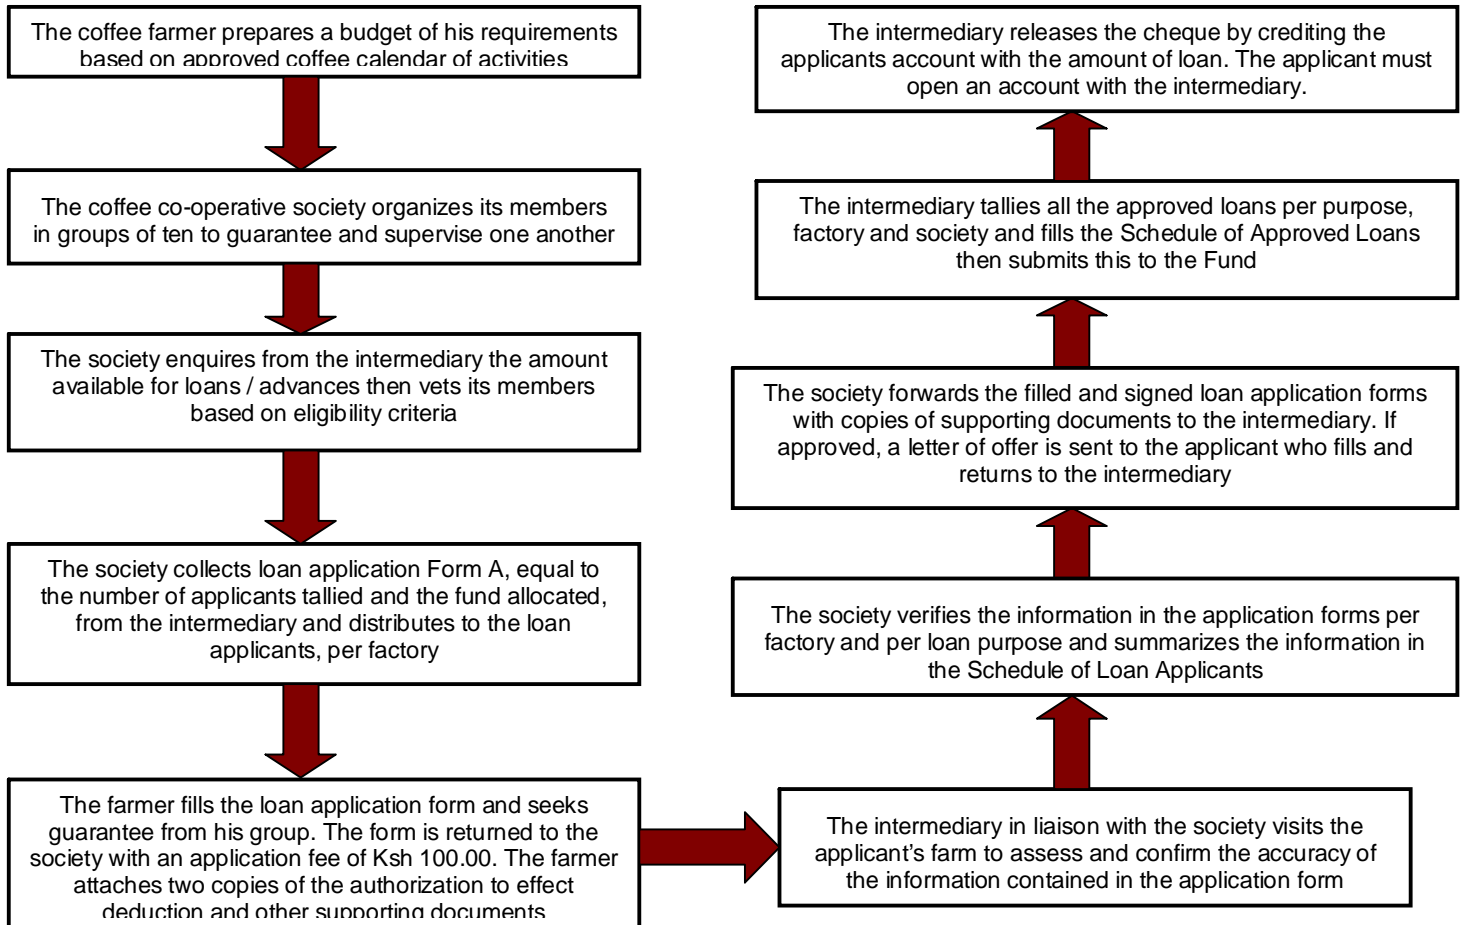 The coffee farmer prepares a budget of his requirements
based on approved coffee calendar of activities
The coffee co-operative society organizes its members
in groups of ten to guarantee and supervise one another
The society enquires from the intermediary the amount
available for loans / advances then vets its members
based on eligibility criteria
The society collects loan application Form A, equal to
the number of applicants tallied and the fund allocated,
from the intermediary and distributes to the loan
applicants, per factory
The farmer fills the loan application form and seeks
guarantee from his group. The form is returned to the
society with an application fee of Ksh 100.00. The farmer
attaches two copies of the authorization to effect
deduction and other supporting documents
The intermediary in liaison with the society visits the
applicant's farm to assess and confirm the accuracy of
the information contained in the application form
The society verifies the information in the application forms per
factory and per loan purpose and summarizes the information in
the Schedule of Loan Applicants
The society forwards the filled and signed loan application forms
with copies of supporting documents to the intermediary. If
approved, a letter of offer is sent to the applicant who fills and
returns to the intermediary
The intermediary tallies all the approved loans per purpose,
factory and society and fills the Schedule of Approved Loans
then submits this to the Fund
The intermediary releases the cheque by crediting the
applicants account with the amount of loan. The applicant must
open an account with the intermediary.